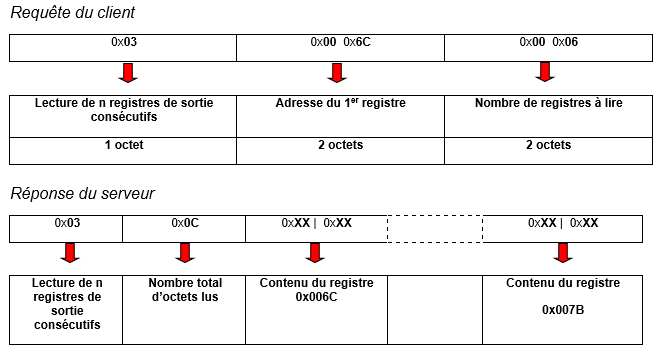 Requête du client
0x03 0x00 0x6C 0x00 0x06
Lecture de n registres de sortie consécutifs
Adresse du 1er registre
Nombre de registres à lire
1 octet 2 octets 2 octets
Réponse du serveur
0x03 0x0C 0xXX | 0xXX 0xXX | 0xXX
Lecture de n
registres de
sortie
consécutifs
Nombre total
d'octets lus
Contenu du registre
0x006C
Contenu du registre
0x007B